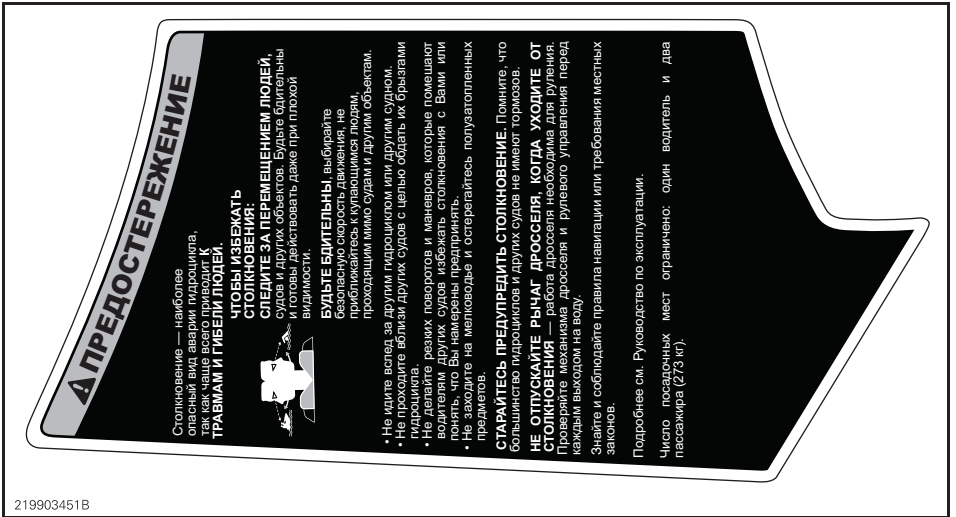 ПРЕДОСТЕРЕЖЕНИЕ
Столкновение — наиболее
опасный вид аварии гидроцикла,
так как чаще всего приводит К
ТРАВМАМ И ГИБЕЛИ ЛЮДЕЙ.
ЧТОБЫ ИЗБЕЖАТЬ
СТОЛКНОВЕНИЯ:
СЛЕДИТЕ ЗА ПЕРЕМЕЩЕНИЕМ ЛЮДЕЙ,
судов и других объектов. Будьте бдительны
и готовы действовать даже при плохой
видимости.
БУДЬТЕ БДИТЕЛЬНЫ, выбирайте
безопасную скорость движения, не
приближайтесь к купающимся людям,
проходящим мимо судам и другим объектам.
• Не идите вслед за другим гидроциклом или другим судном.
• Не проходите вблизи других судов с целью обдать их брызгами
гидроцикла.
• Не делайте резких поворотов и маневров, которые помешают
водителям других судов избежать столкновения с Вами или
понять, что Вы намерены предпринять.
• Не заходите на мелководье и остерегайтесь полузатопленных
предметов.
СТАРАЙТЕСЬ ПРЕДУПРЕДИТЬ СТОЛКНОВЕНИЕ. Помните, что
большинство гидроциклов и других судов не имеют тормозов.
НЕ ОТПУСКАЙТЕ РЫЧАГ ДРОССЕЛЯ, КОГДА УХОДИТЕ ОТ
СТОЛКНОВЕНИЯ — работа дросселя необходима для руления.
Проверяйте механизма дросселя и рулевого управления перед
каждым выходом на воду.
Знайте и соблюдайте правила навигации или требования местных
законов.
Подробнее см. Руководство по эксплуатации.
Число посадочных мест ограничено: один водитель и два
пассажира (273 кг).
219903451B